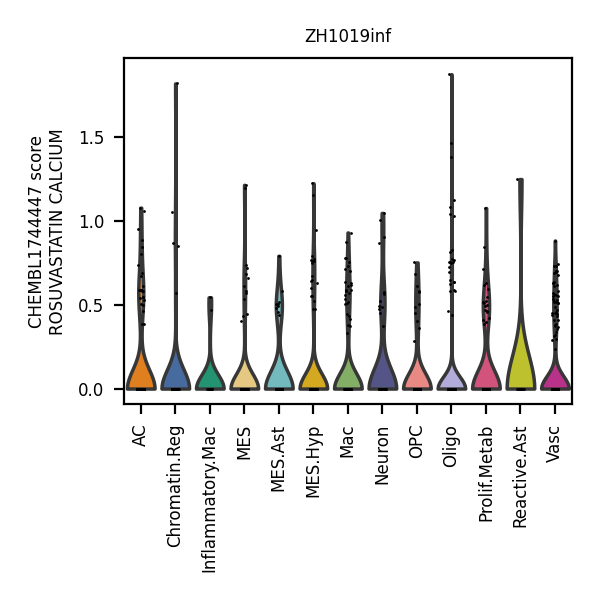 ZH1019inf
CHEMBL1744447 score
ROSUVASTATIN CALCIUM
1.5
1.0
0.5
0.0
AC
Chromatin.Reg
Inflammatory.Mac
MES
MES.Ast
MES.Hyp
Mac
Neuron
OPC
Oligo
Prolif.Metab
Reactive.Ast
Vasc